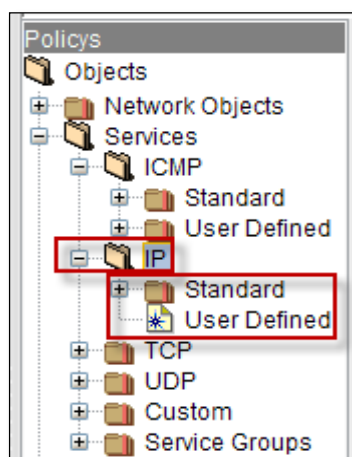 Policys
Objects
Network Objects
Services
ICMP
Standard
User Defined
IP
Standard
User Defined
TCP
UDP
Custom
Service Groups